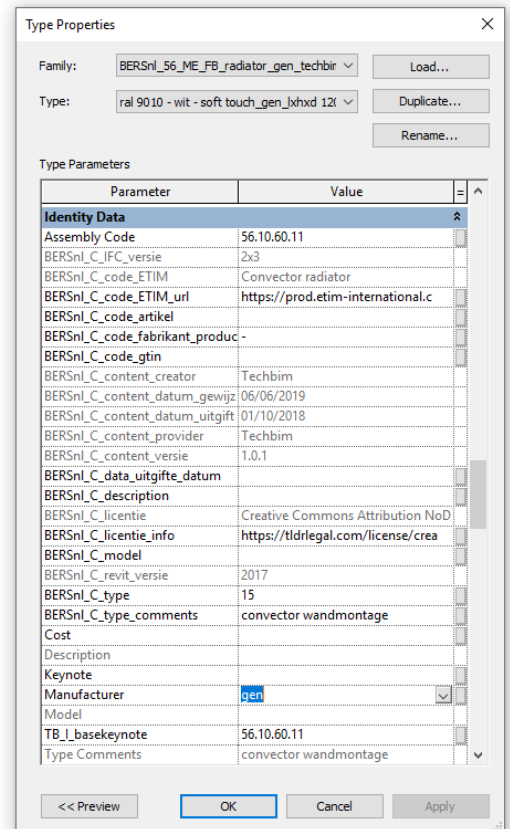 Type Properties
Family: BERSnl_56_ME_FB_radiator_gen_techbir Load...
Type: ral 9010 - wit - soft touch_gen_lxhxd 120 Duplicate...
Rename...
Type Parameters
Parameter Value =
Identity Data
Assembly Code 56.10.60.11
BERSnl_C_IFC_versie 2x3
BERSnl_C_code_ETIM Convector radiator
BERSnl_C_code_ETIM_url https://prod.etim-international.c
BERSnl_C_code_artikel
BERSnl_C_code_fabrikant_produc -
BERSnl_C_code_gtin
BERSnl_C_content_creator Techbim
BERSnl_C_content_datum_gewijz 06/06/2019
BERSnl_C_content_datum_uitgift 01/10/2018
BERSnl_C_content_provider Techbim
BERSnl_C_content_versie 1.0.1
BERSnl_C_data_uitgifte_datum
BERSnl_C_description
BERSnl_C_licentie Creative Commons Attribution NoD
BERSnl_C_licentie_info https://tldrlegal.com/license/crea
BERSnl_C_model
BERSnl_C_revit_versie 2017
BERSnl_C_type 15
BERSnl_C_type_comments convector wandmontage
Cost
Description
Keynote
Manufacturer gen
Model
TB_I_basekeynote 56.10.60.11
Type Comments convector wandmontage
<< Preview OK Cancel Apply